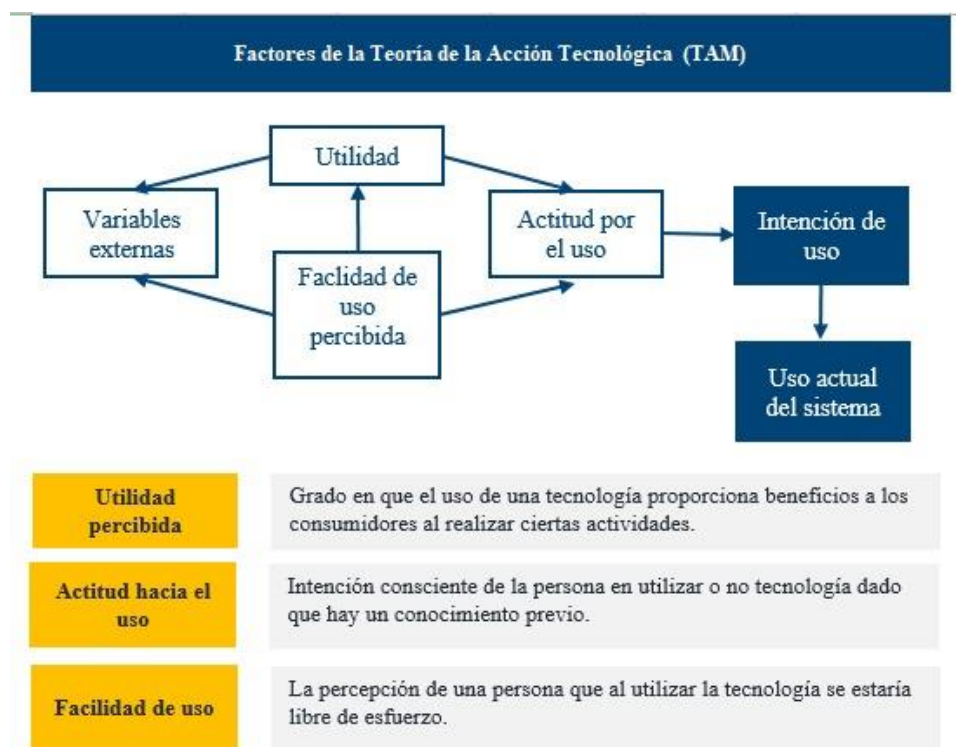 Factores de la Teoría de la Acción Tecnológica (TAM)
Utilidad
Variables
externas
Actitud por
el uso
Intención de
uso
Faclidad de
uso
percibida
Uso actual
del sistema
Utilidad
percibida
Grado en que el uso de una tecnología proporciona beneficios a los
consumidores al realizar ciertas actividades.
Actitud hacia el
uso
Intención consciente de la persona en utilizar o no tecnología dado
que hay un conocimiento previo.
Facilidad de uso
La percepción de una persona que al utilizar la tecnología se estaría
libre de esfuerzo.